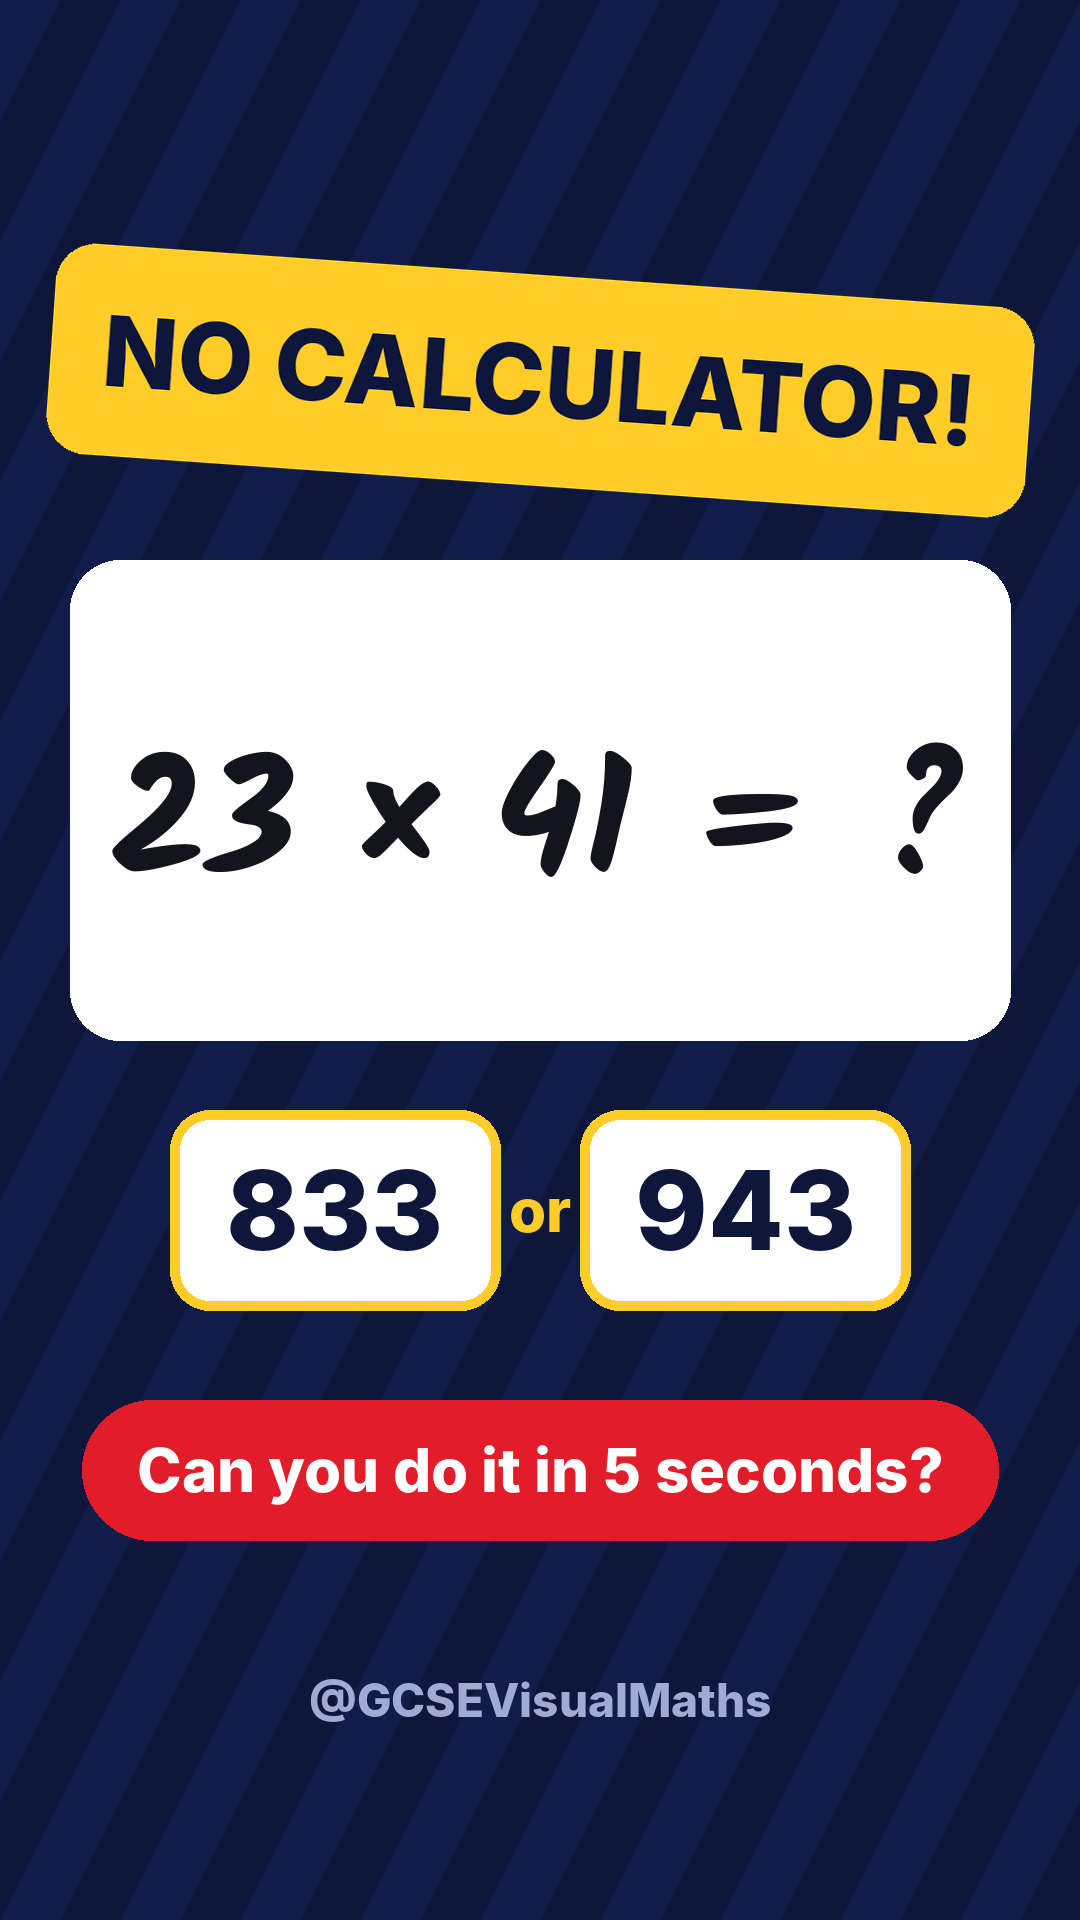 NO CALCULATOR!
23 x 41 = ?
833 or 943
Can you do it in 5 seconds?
@GCSEVisualMaths